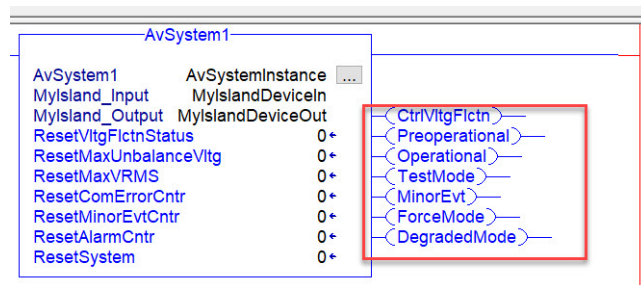 AvSystem1
AvSystem1 AvSystemInstance ...
MyIsland_Input MyIslandDeviceIn
MyIsland_Output MyIslandDeviceOut CtrlVltgFlctn
ResetVltgFlctnStatus 0 Preoperational
ResetMaxUnbalanceVltg 0 Operational
ResetMaxVRMS 0 TestMode
ResetComErrorCntr 0 MinorEvt
ResetMinorEvtCntr 0 ForceMode
ResetAlarmCntr 0 DegradedMode
ResetSystem 0